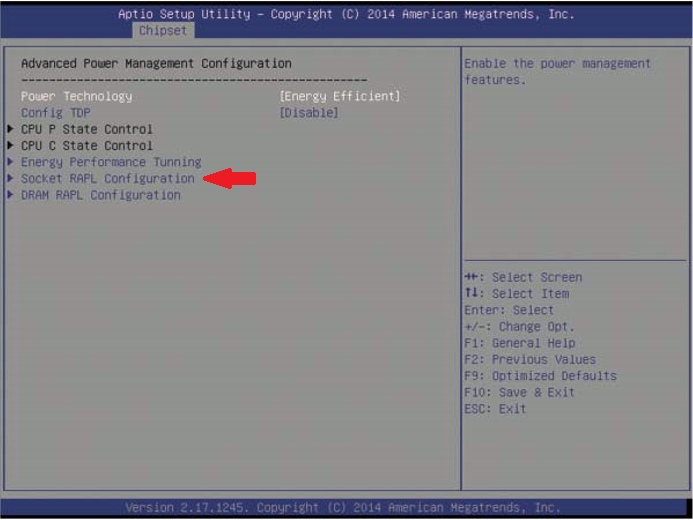 Aptio Setup Utility – Copyright (C) 2014 American Megatrends, Inc.
Chipset
Advanced Power Management Configuration
--------------------------------------------------
Power Technology [Energy Efficient]
Config TDP [Disable]
CPU P State Control
CPU C State Control
Energy Performance Tunning
Socket RAPL Configuration
DRAM RAPL Configuration
Enable the power management
features.
→←: Select Screen
↑↓: Select Item
Enter: Select
+/-: Change Opt.
F1: General Help
F2: Previous Values
F9: Optimized Defaults
F10: Save & Exit
ESC: Exit
Version 2.17.1245. Copyright (C) 2014 American Megatrends, Inc.